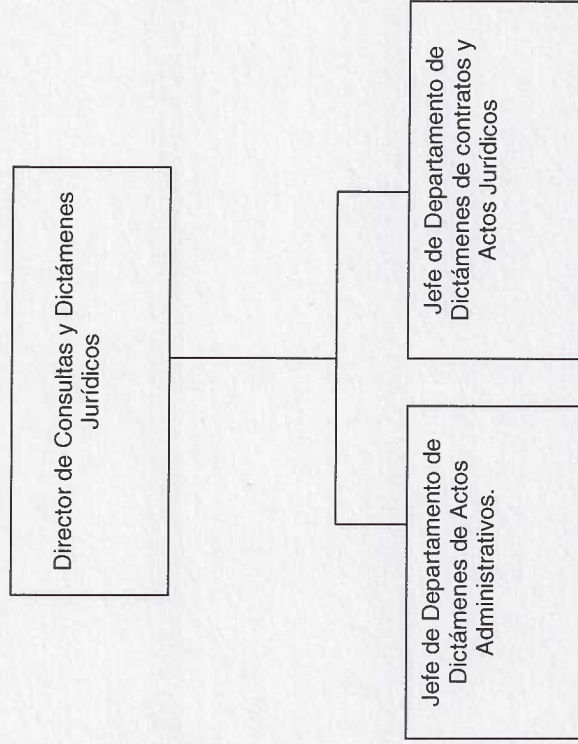 Director de Consultas y Dictámenes
Jurídicos
Jefe de Departamento de
Dictámenes de Actos
Administrativos.
Jefe de Departamento de
Dictámenes de contratos y
Actos Jurídicos